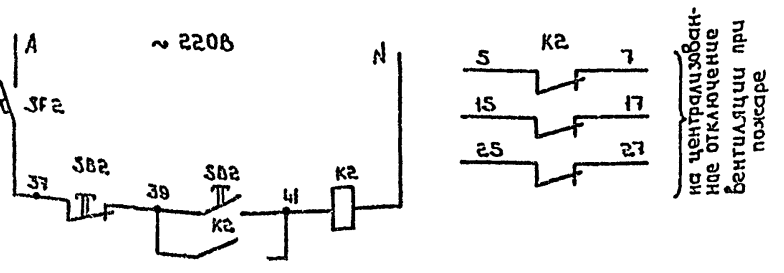 A
~ 220В
N
SF2
37
SB2
39
SB2
41
K2
K2
K2
5
7
15
17
25
27
на централизован-
ное отключение
вентиляции при
пожаре